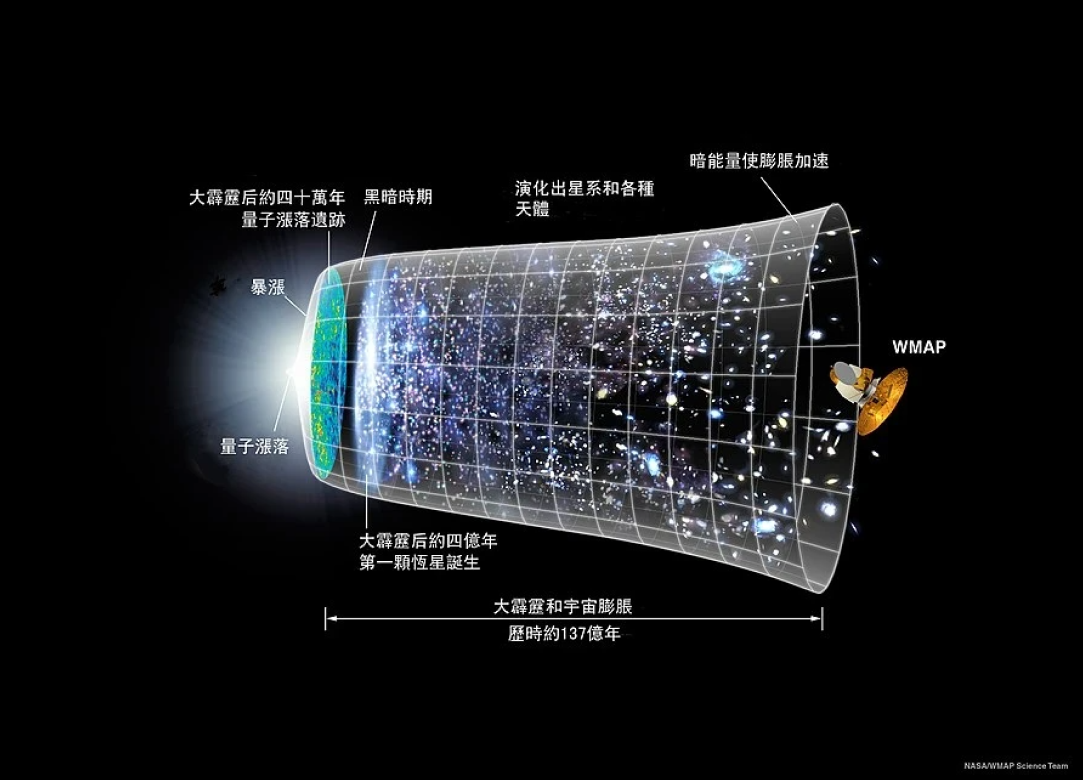 暗能量使膨脹加速
大霹靂后約四十萬年
量子漲落遺跡
黑暗時期
演化出星系和各種
天體
暴漲
WMAP
量子漲落
大霹靂后約四億年
第一顆恆星誕生
大霹靂和宇宙膨脹
歷時約137億年
NASA/WMAP Science Team